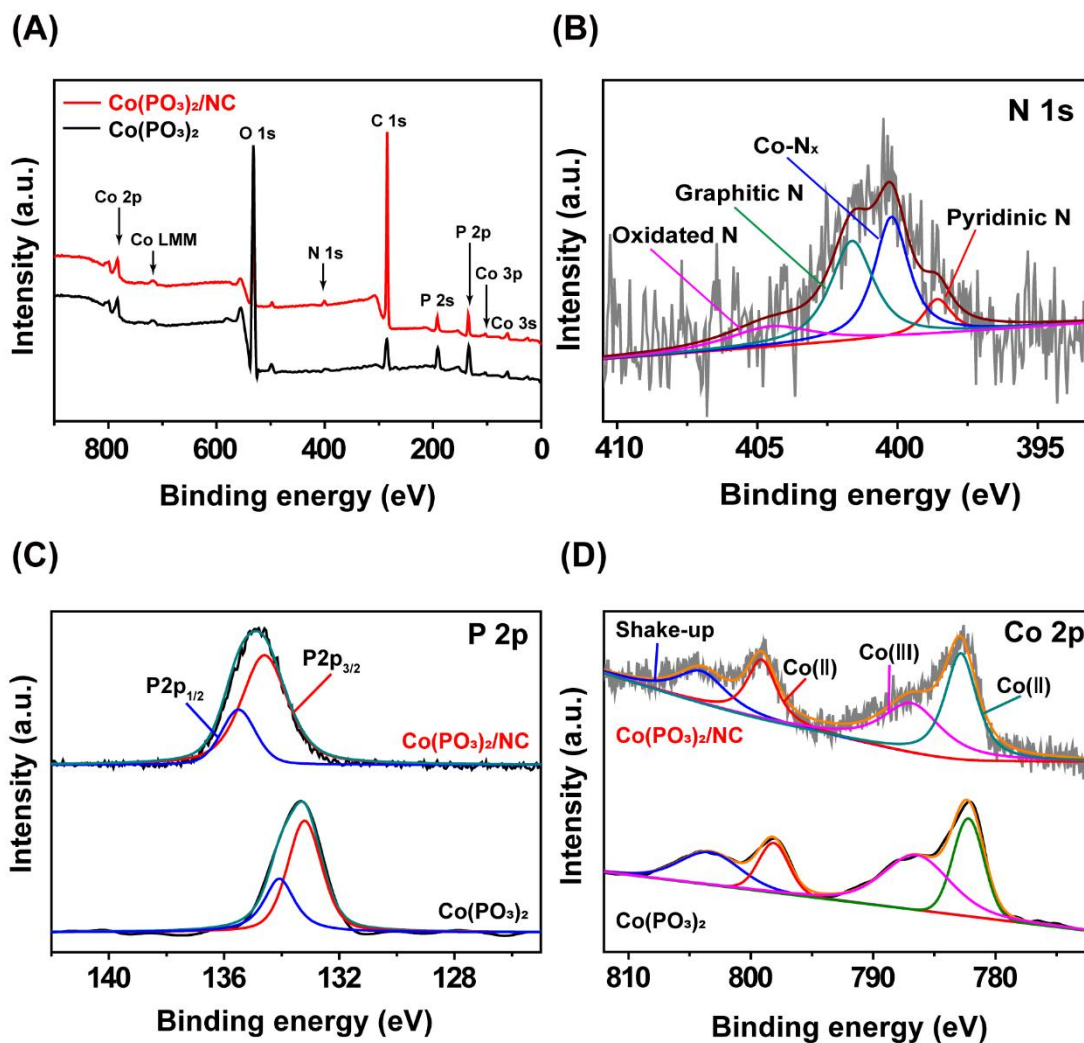 (A)
Co(PO₃)₂/NC
Co(PO₃)₂
O 1s
C 1s
Co 2p
Co LMM
N 1s
P 2p
Co 3p
P 2s
Co 3s
Intensity (a.u.)
800 600 400 200 0
Binding energy (eV)
(B)
N 1s
Co-Nₓ
Graphitic N
Oxidated N
Pyridinic N
Intensity (a.u.)
410 405 400 395
Binding energy (eV)
(C)
P 2p
P2p₃/₂
P2p₁/₂
Co(PO₃)₂/NC
Co(PO₃)₂
Intensity (a.u.)
140 136 132 128
Binding energy (eV)
(D)
Co 2p
Shake-up
Co(II)
Co(III)
Co(II)
Co(PO₃)₂/NC
Co(PO₃)₂
Intensity (a.u.)
810 800 790 780
Binding energy (eV)